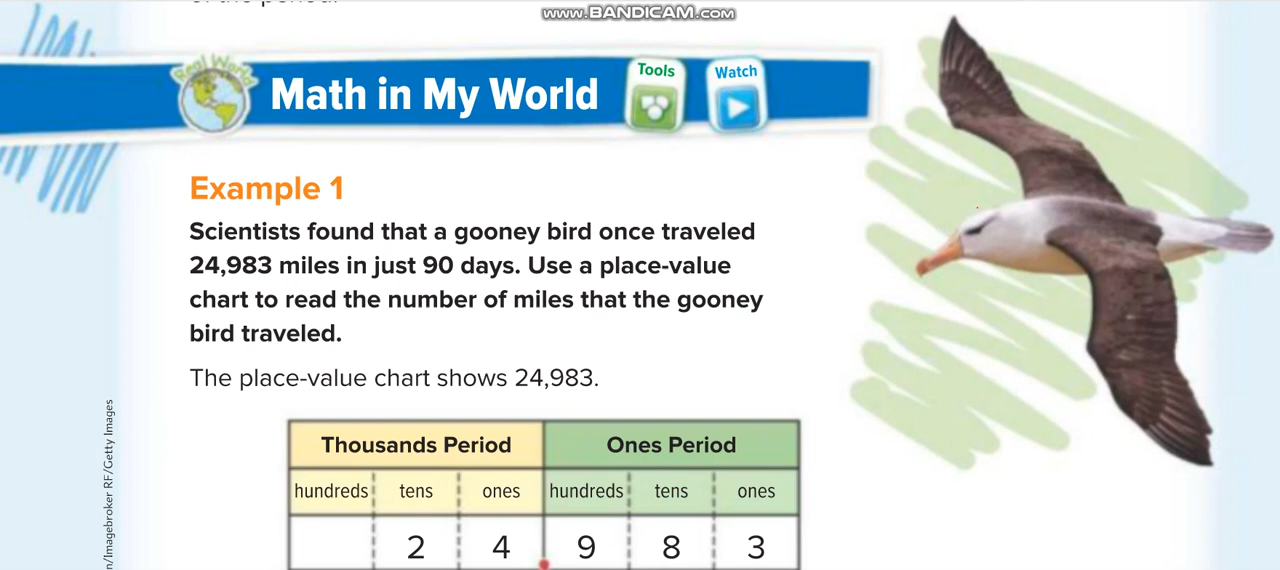 www.BANDICAM.com
Real World
Math in My World
Tools
Watch
Example 1
Scientists found that a gooney bird once traveled
24,983 miles in just 90 days. Use a place-value
chart to read the number of miles that the gooney
bird traveled.
The place-value chart shows 24,983.
Thousands Period Ones Period
hundreds tens ones hundreds tens ones
2 4 9 8 3
/Imagebroker RF/Getty Images